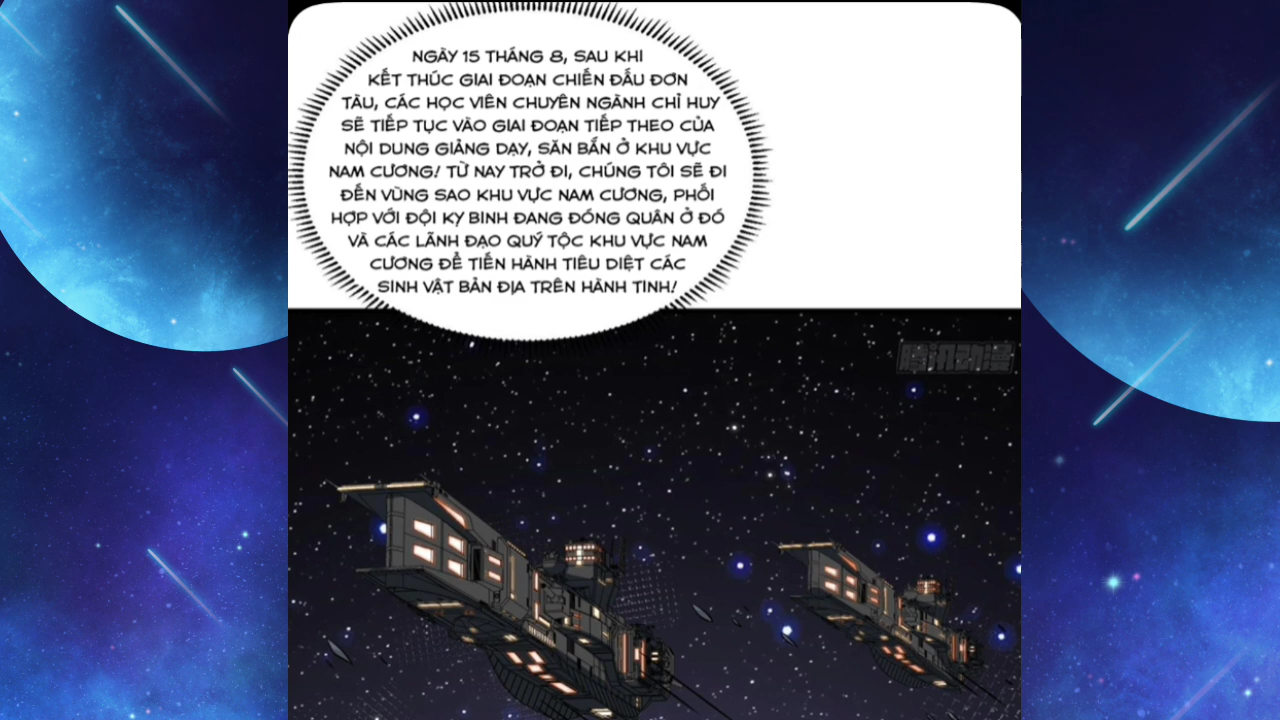 NGÀY 15 THÁNG 8, SAU KHI
KẾT THÚC GIAI ĐOẠN CHIẾN ĐẤU ĐƠN
TÀU, CÁC HỌC VIÊN CHUYÊN NGÀNH CHỈ HUY
SẼ TIẾP TỤC VÀO GIAI ĐOẠN TIẾP THEO CỦA
NỘI DUNG GIẢNG DẠY, SĂN BẮN Ở KHU VỰC
NAM CƯƠNG! TỪ NAY TRỞ ĐI, CHÚNG TÔI SẼ ĐI
ĐẾN VÙNG SAO KHU VỰC NAM CƯƠNG, PHỐI
HỢP VỚI ĐỘI KỴ BINH ĐANG ĐÓNG QUÂN Ở ĐÓ
VÀ CÁC LÃNH ĐẠO QUÝ TỘC KHU VỰC NAM
CƯƠNG ĐỂ TIẾN HÀNH TIÊU DIỆT CÁC
SINH VẬT BẢN ĐỊA TRÊN HÀNH TINH!
腾讯动漫